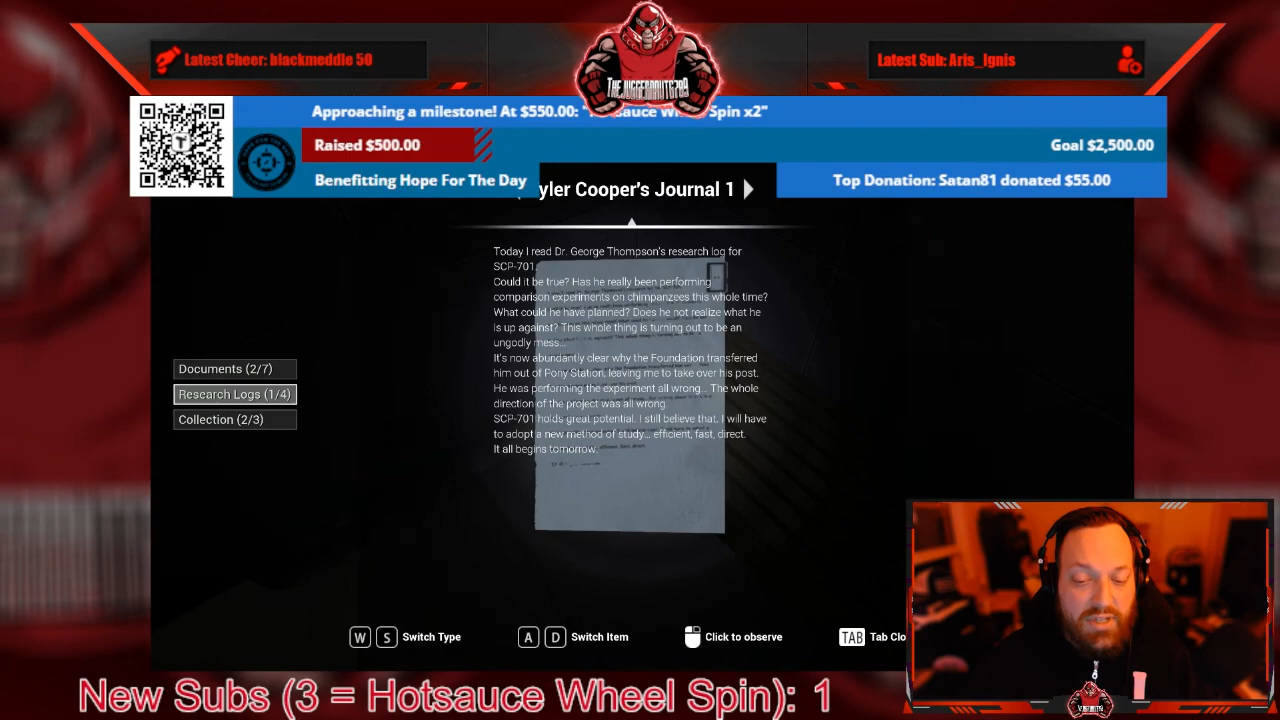 Latest Cheer: blackmeddle 50
Latest Sub: Aris_Ignis
THEJUGGERNAUT6789
Approaching a milestone! At $550.00: "Hotsauce Wheel Spin x2"
Raised $500.00
Goal $2,500.00
Benefitting Hope For The Day
Top Donation: Satan81 donated $55.00
yler Cooper's Journal 1
Today I read Dr. George Thompson's research log for
SCP-701.
Could it be true? Has he really been performing
comparison experiments on chimpanzees this whole time?
What could he have planned? Does he not realize what he
is up against? This whole thing is turning out to be an
ungodly mess...
It's now abundantly clear why the Foundation transferred
him out of Pony Station, leaving me to take over his post.
He was performing the experiment all wrong... The whole
direction of the project was all wrong.
SCP-701 holds great potential. I still believe that. I will have
to adopt a new method of study... efficient, fast, direct.
It all begins tomorrow.
Documents (2/7)
Research Logs (1/4)
Collection (2/3)
W S Switch Type
A D Switch Item
Click to observe
TAB Tab Clo
New Subs (3 = Hotsauce Wheel Spin): 1